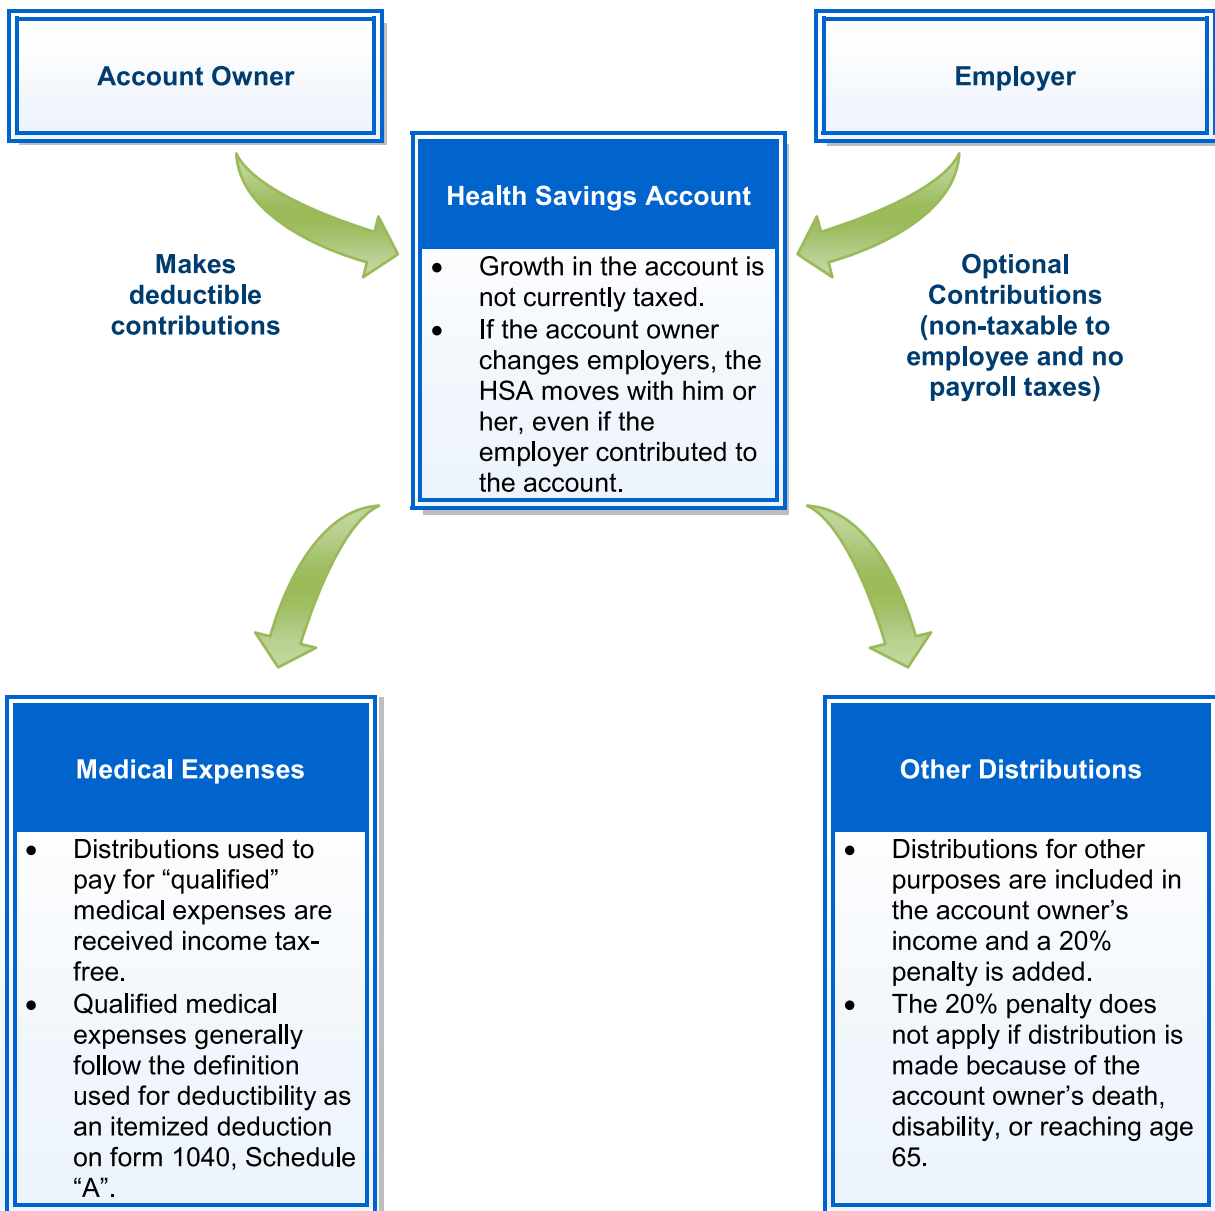 Account Owner
Employer
Health Savings Account
Makes
deductible
contributions
• Growth in the account is
not currently taxed.
• If the account owner
changes employers, the
HSA moves with him or
her, even if the
employer contributed to
the account.
Optional
Contributions
(non-taxable to
employee and no
payroll taxes)
Medical Expenses
• Distributions used to
pay for “qualified”
medical expenses are
received income tax-
free.
• Qualified medical
expenses generally
follow the definition
used for deductibility as
an itemized deduction
on form 1040, Schedule
“A”.
Other Distributions
• Distributions for other
purposes are included in
the account owner’s
income and a 20%
penalty is added.
• The 20% penalty does
not apply if distribution is
made because of the
account owner’s death,
disability, or reaching age
65.